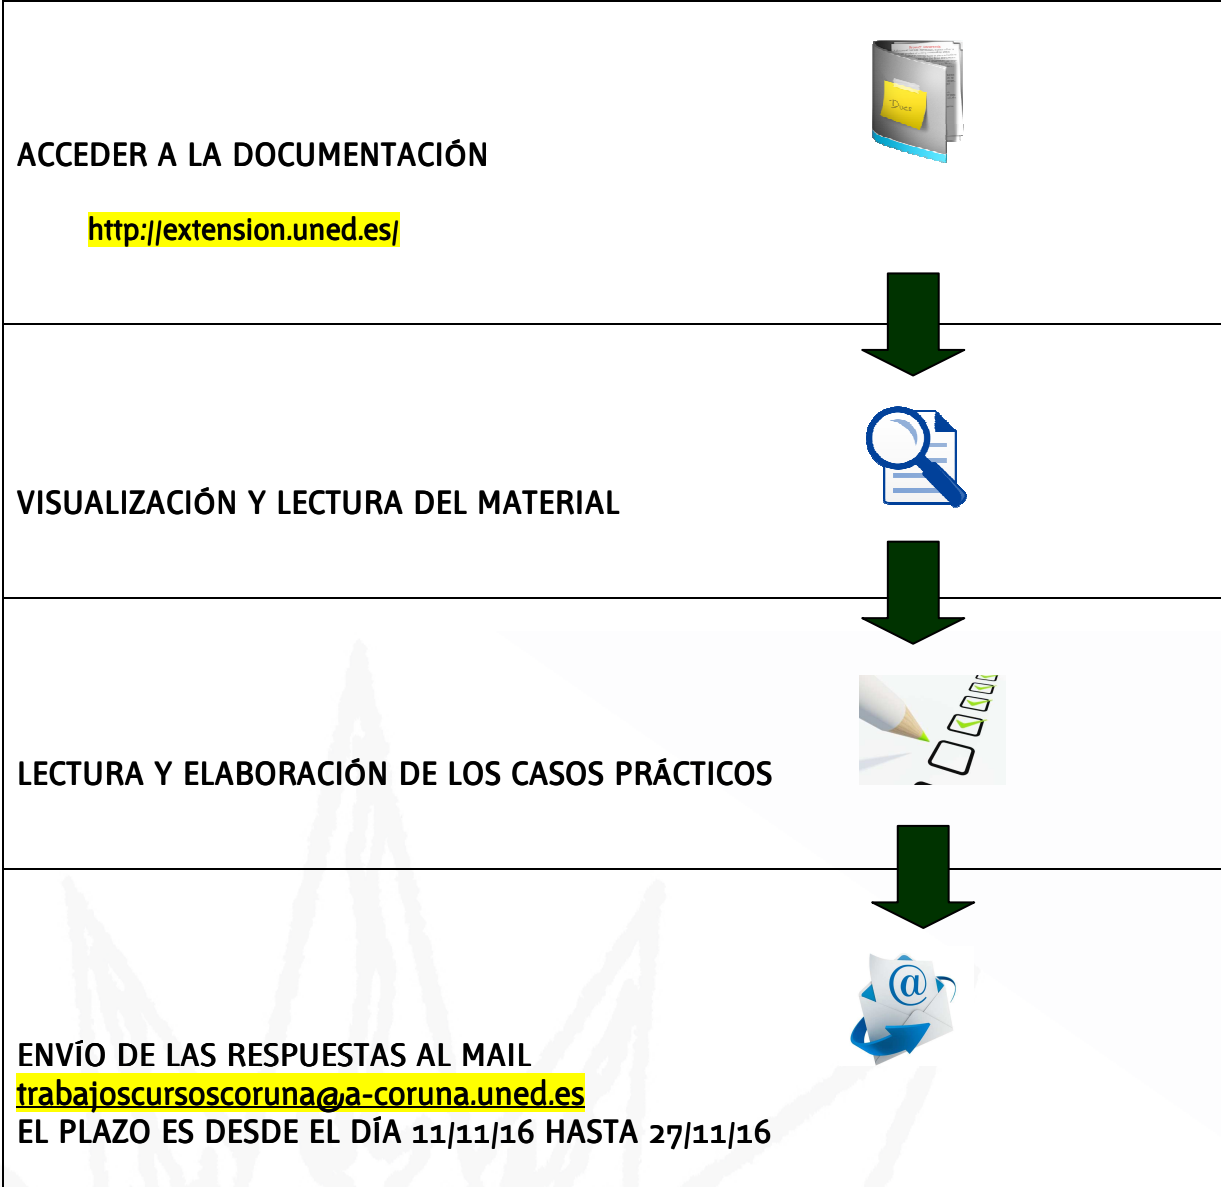 ACCEDER A LA DOCUMENTACIÓN
http://extension.uned.es/
VISUALIZACIÓN Y LECTURA DEL MATERIAL
LECTURA Y ELABORACIÓN DE LOS CASOS PRÁCTICOS
@
ENVÍO DE LAS RESPUESTAS AL MAIL
trabajoscursoscoruna@a-coruna.uned.es
EL PLAZO ES DESDE EL DÍA 11/11/16 HASTA 27/11/16